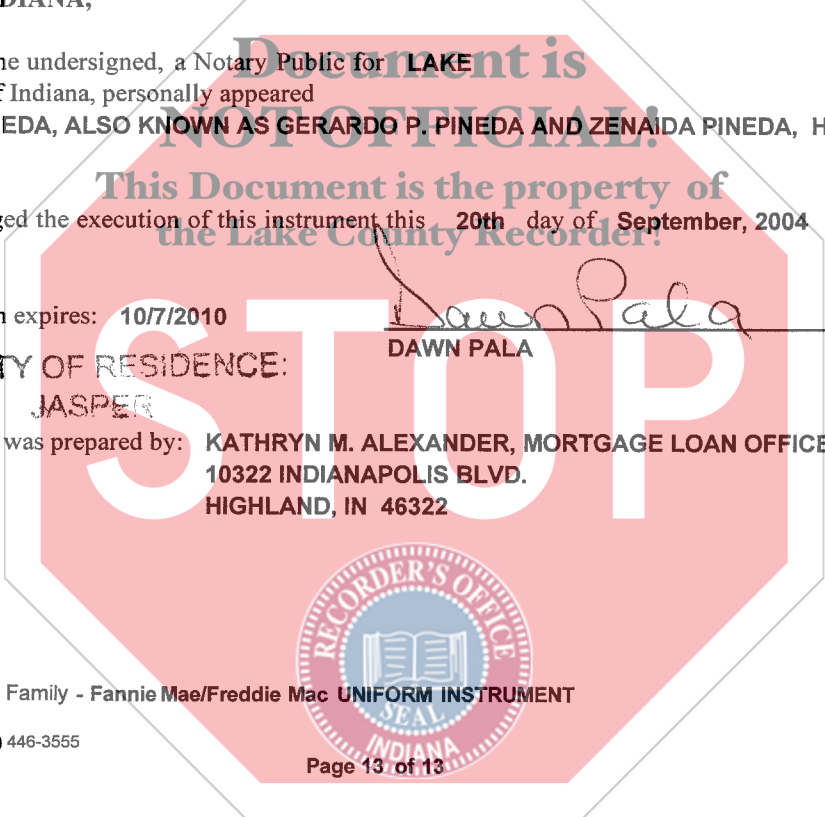 DIANA,
Document is
ne undersigned, a Notary Public for LAKE
f Indiana, personally appeared
NOT OFFICIAL!
EDA, ALSO KNOWN AS GERARDO P. PINEDA AND ZENAIDA PINEDA, H
This Document is the property of
ged the execution of this instrument this 20th day of September, 2004
the Lake County Recorder!
Dawn Pala
n expires: 10/7/2010
DAWN PALA
TY OF RESIDENCE:
JASPER
STOP
was prepared by: KATHRYN M. ALEXANDER, MORTGAGE LOAN OFFICE
10322 INDIANAPOLIS BLVD.
HIGHLAND, IN 46322
RECORDER'S OFFICE
SEAL
INDIANA
Family - Fannie Mae/Freddie Mac UNIFORM INSTRUMENT
) 446-3555
Page 13 of 13